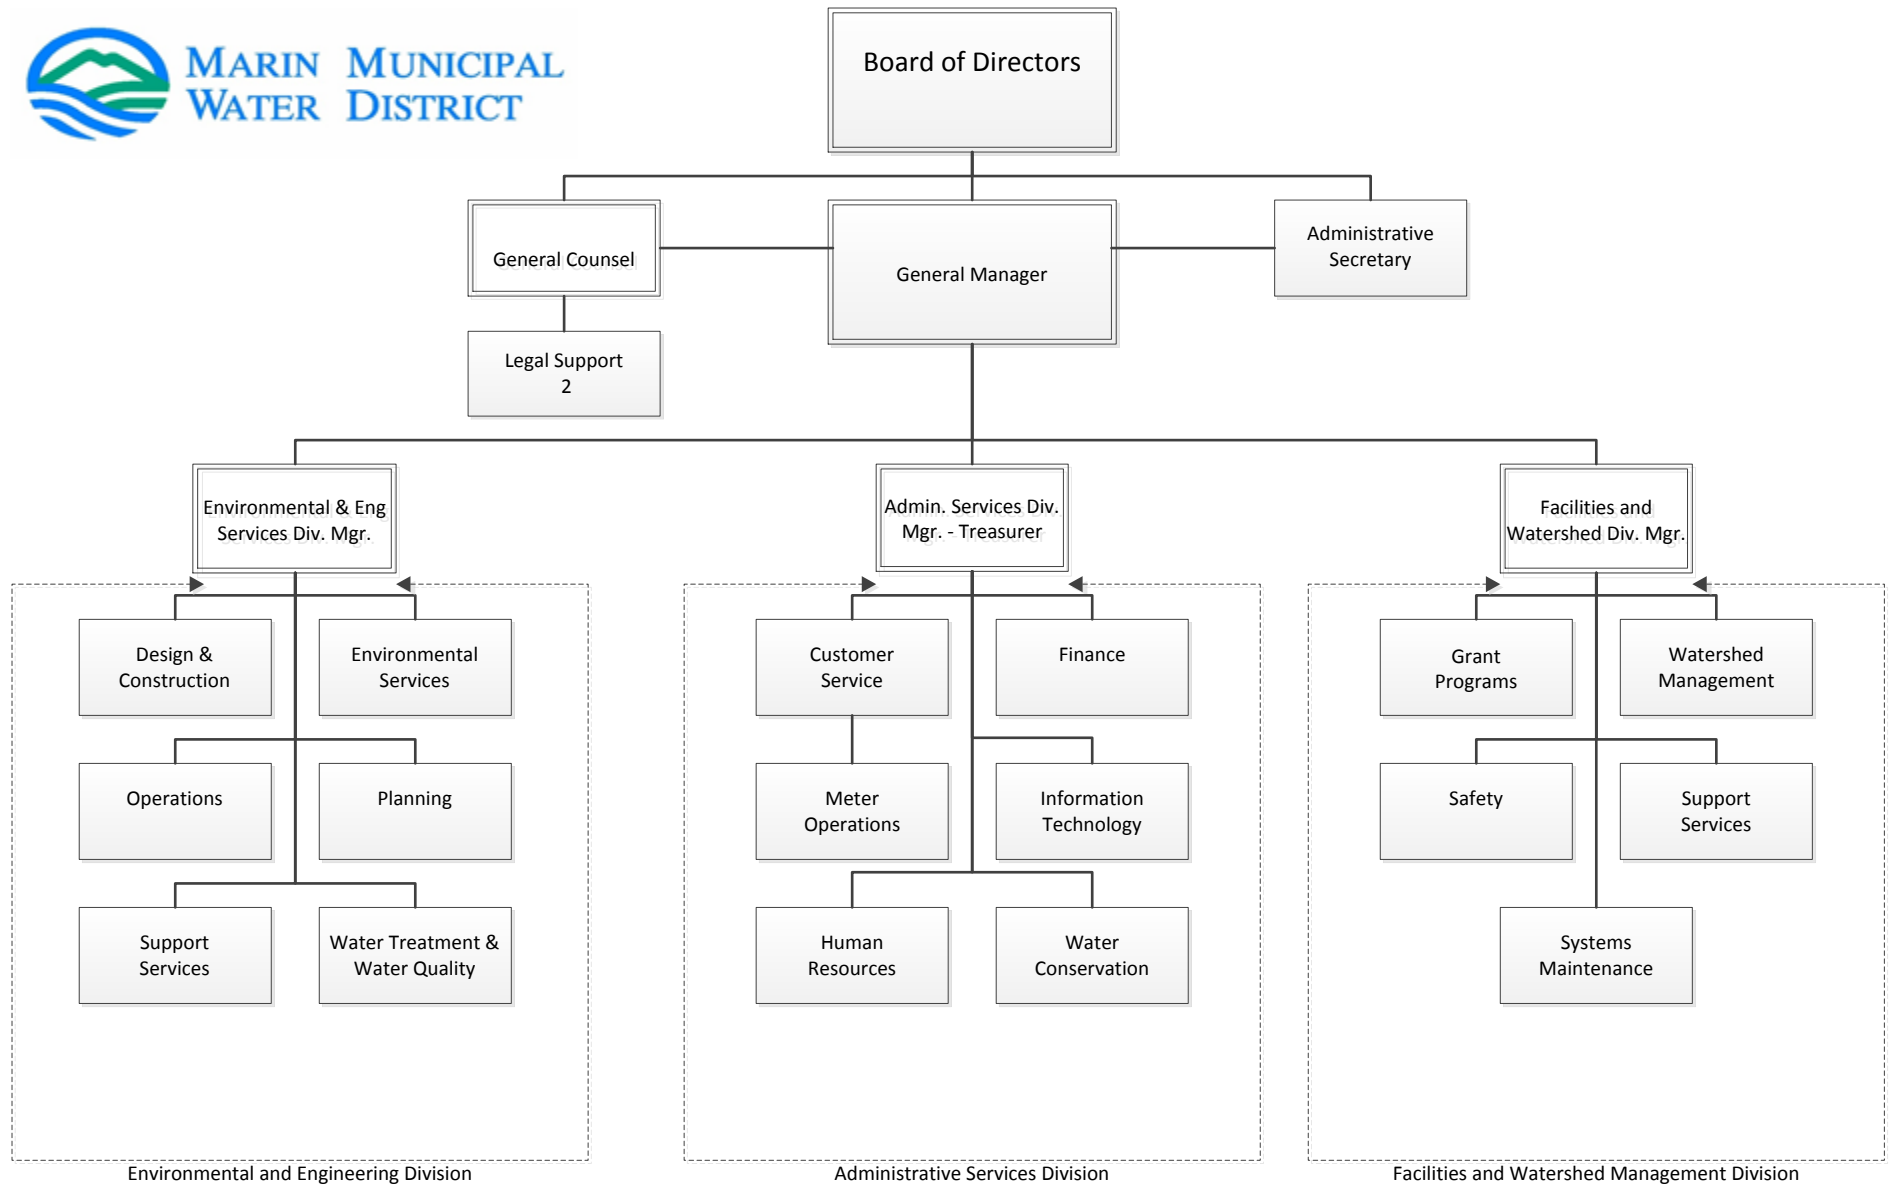 MARIN MUNICIPAL
WATER DISTRICT
Board of Directors
General Counsel
General Manager
Administrative
Secretary
Legal Support
2
Environmental & Eng
Services Div. Mgr.
Admin. Services Div.
Mgr. - Treasurer
Facilities and
Watershed Div. Mgr.
Design &
Construction
Environmental
Services
Operations
Planning
Support
Services
Water Treatment &
Water Quality
Environmental and Engineering Division
Customer
Service
Finance
Meter
Operations
Information
Technology
Human
Resources
Water
Conservation
Administrative Services Division
Grant
Programs
Watershed
Management
Safety
Support
Services
Systems
Maintenance
Facilities and Watershed Management Division